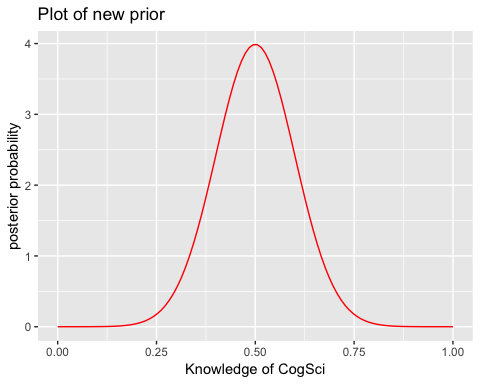 Plot of new prior
4
3
2
1
0
posterior probability
0.00 0.25 0.50 0.75 1.00
Knowledge of CogSci